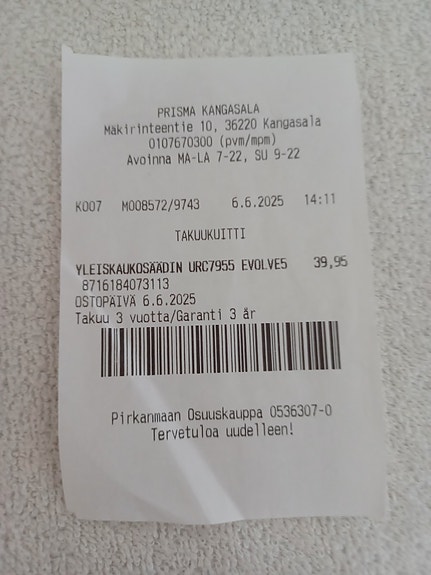 PRISMA KANGASALA
Mäkirinteentie 10, 36220 Kangasala
0107670300 (pvm/mpm)
Avoinna MA-LA 7-22, SU 9-22
K007 M008572/9743 6.6.2025 14:11
TAKUUKUITTI
YLEISKAUKOSÄÄDIN URC7955 EVOLVE5 39,95
8716184073113
OSTOPÄIVÄ 6.6.2025
Takuu 3 vuotta/Garanti 3 år
Pirkanmaan Osuuskauppa 0536307-0
Tervetuloa uudelleen!